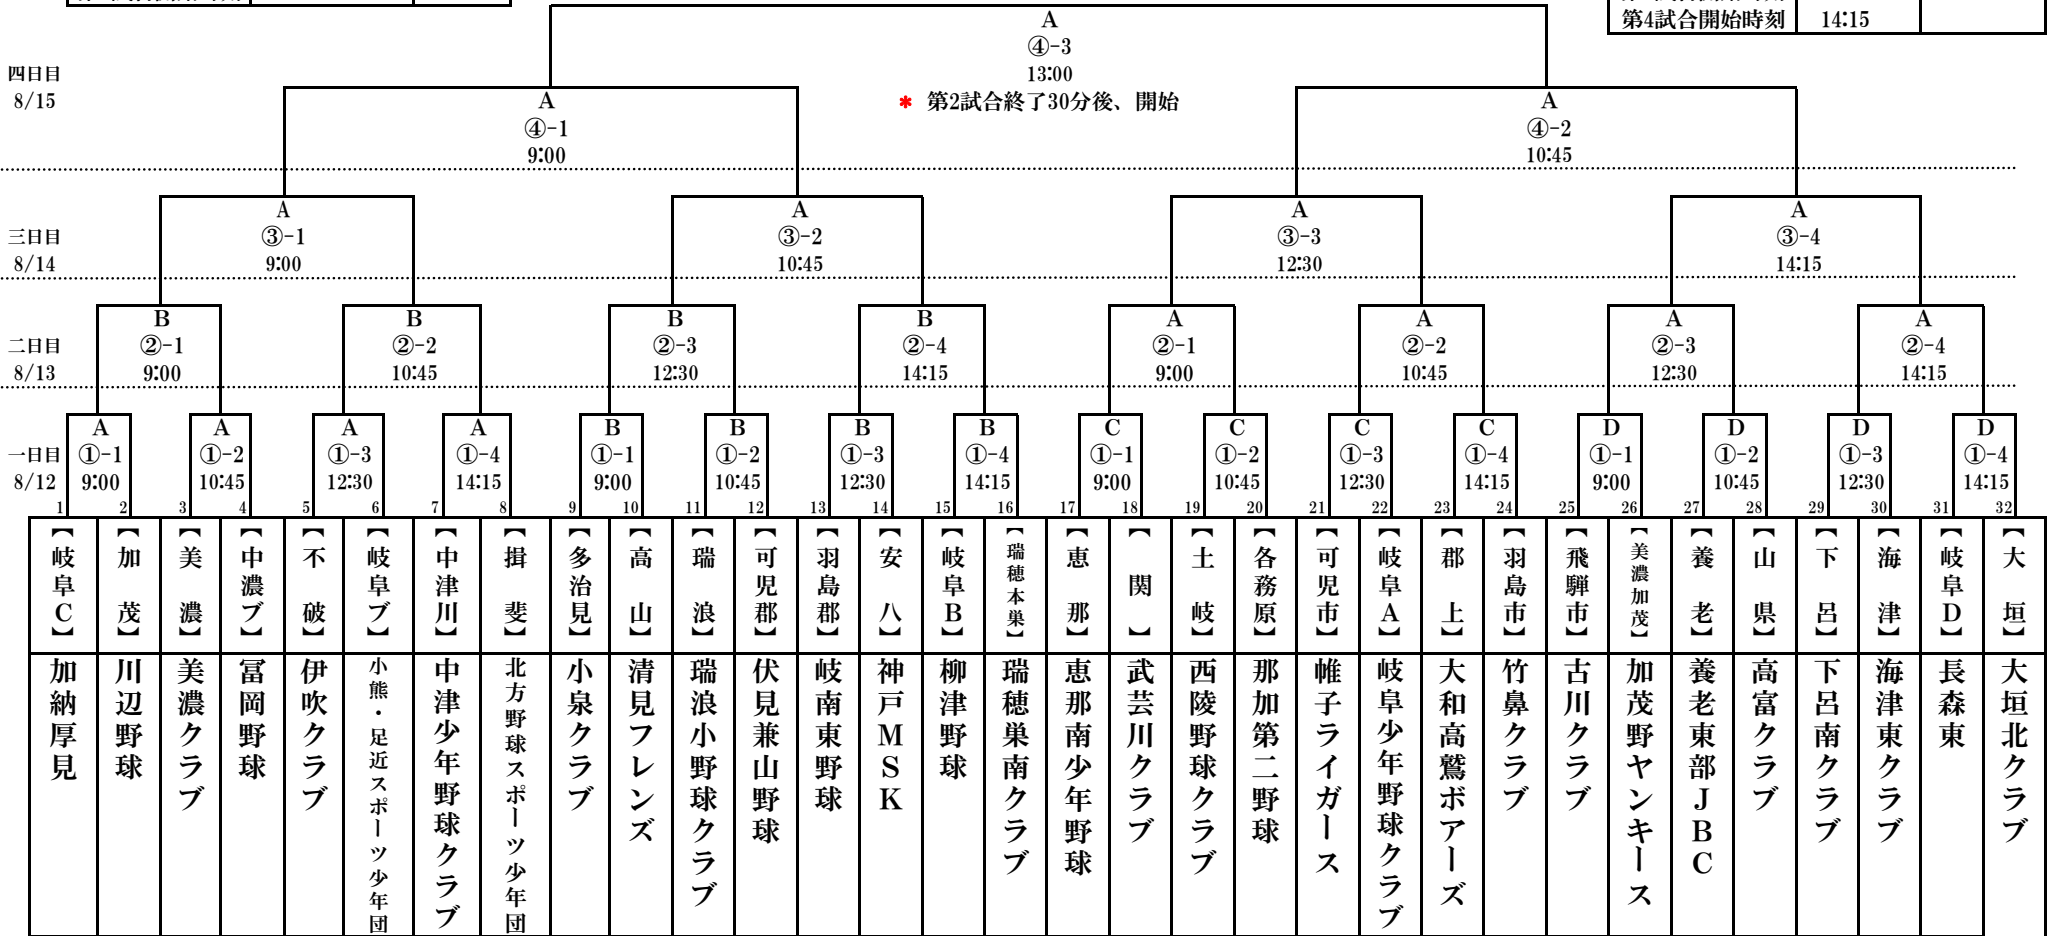 第4試合開始時刻 14:15
A
④-3
13:00
* 第2試合終了30分後、開始
四日目
8/15
A
④-1
9:00
A
④-2
10:45
三日目
8/14
A
③-1
9:00
A
③-2
10:45
A
③-3
12:30
A
③-4
14:15
二日目
8/13
B
②-1
9:00
B
②-2
10:45
B
②-3
12:30
B
②-4
14:15
A
②-1
9:00
A
②-2
10:45
A
②-3
12:30
A
②-4
14:15
一日目
8/12
A
①-1
9:00
A
①-2
10:45
A
①-3
12:30
A
①-4
14:15
B
①-1
9:00
B
①-2
10:45
B
①-3
12:30
B
①-4
14:15
C
①-1
9:00
C
①-2
10:45
C
①-3
12:30
C
①-4
14:15
D
①-1
9:00
D
①-2
10:45
D
①-3
12:30
D
①-4
14:15
1 2 3 4 5 6 7 8 9 10 11 12 13 14 15 16 17 18 19 20 21 22 23 24 25 26 27 28 29 30 31 32
【岐阜C】
加納厚見
【加 茂】
川辺野球
【美 濃】
美濃クラブ
【中濃ブ】
冨岡野球
【不 破】
伊吹クラブ
【岐阜ブ】
小熊・足近スポーツ少年団
【中津川】
中津少年野球クラブ
【揖 斐】
北方野球スポーツ少年団
【多治見】
小泉クラブ
【高 山】
清見フレンズ
【瑞 浪】
瑞浪小野球クラブ
【可児郡】
伏見兼山野球
【羽島郡】
岐南東野球
【安 八】
神戸MSK
【岐阜B】
柳津野球
【瑞穂本巣】
瑞穂巣南クラブ
【恵 那】
恵那南少年野球
【 関 】
武芸川クラブ
【土 岐】
西陵野球クラブ
【各務原】
那加第二野球
【可児市】
帷子ライガース
【岐阜A】
岐阜少年野球クラブ
【郡 上】
大和高鷲ボアーズ
【羽島市】
竹鼻クラブ
【飛騨市】
古川クラブ
【美濃加茂】
加茂野ヤンキース
【養 老】
養老東部JBC
【山 県】
高富クラブ
【下 呂】
下呂南クラブ
【海 津】
海津東クラブ
【岐阜D】
長森東
【大 垣】
大垣北クラブ